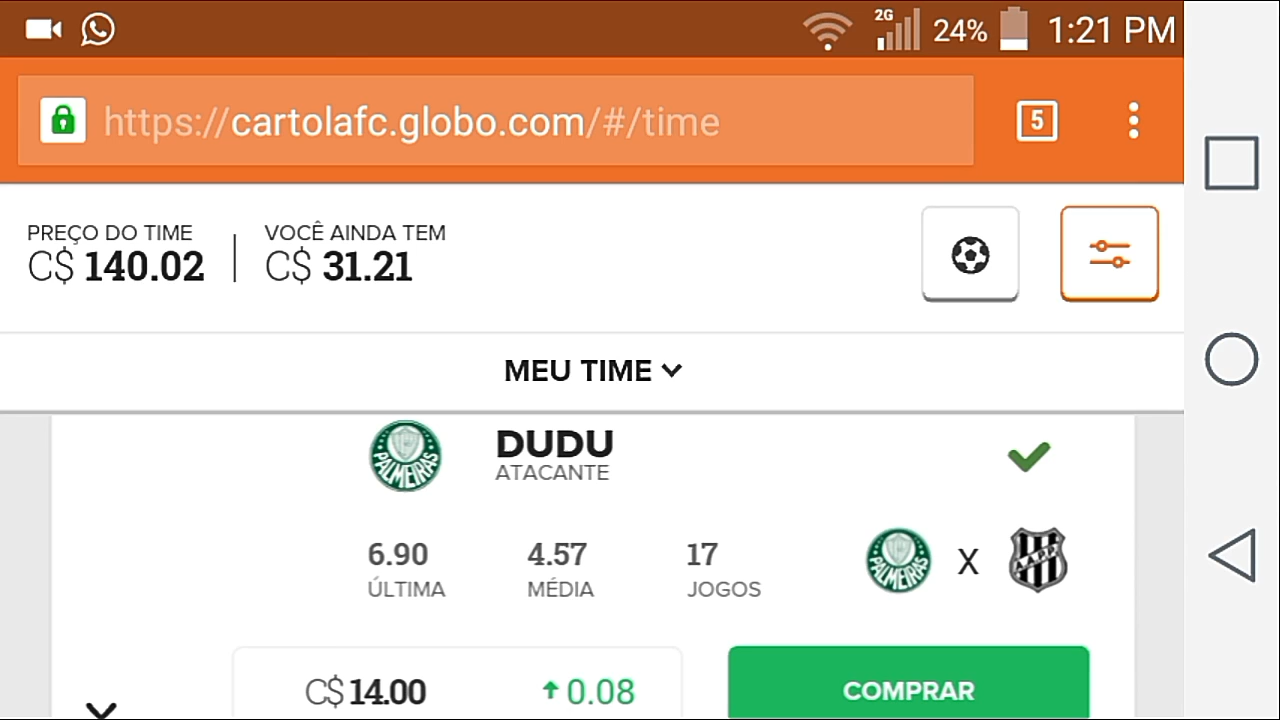 2G 24% 1:21 PM
https://cartolafc.globo.com/#/time 5
PREÇO DO TIME VOCÊ AINDA TEM
C$ 140.02 C$ 31.21
MEU TIME
PALMEIRAS DUDU
ATACANTE
6.90 4.57 17
ÚLTIMA MÉDIA JOGOS
PALMEIRAS X A.A.P.P.
C$ 14.00 0.08 COMPRAR